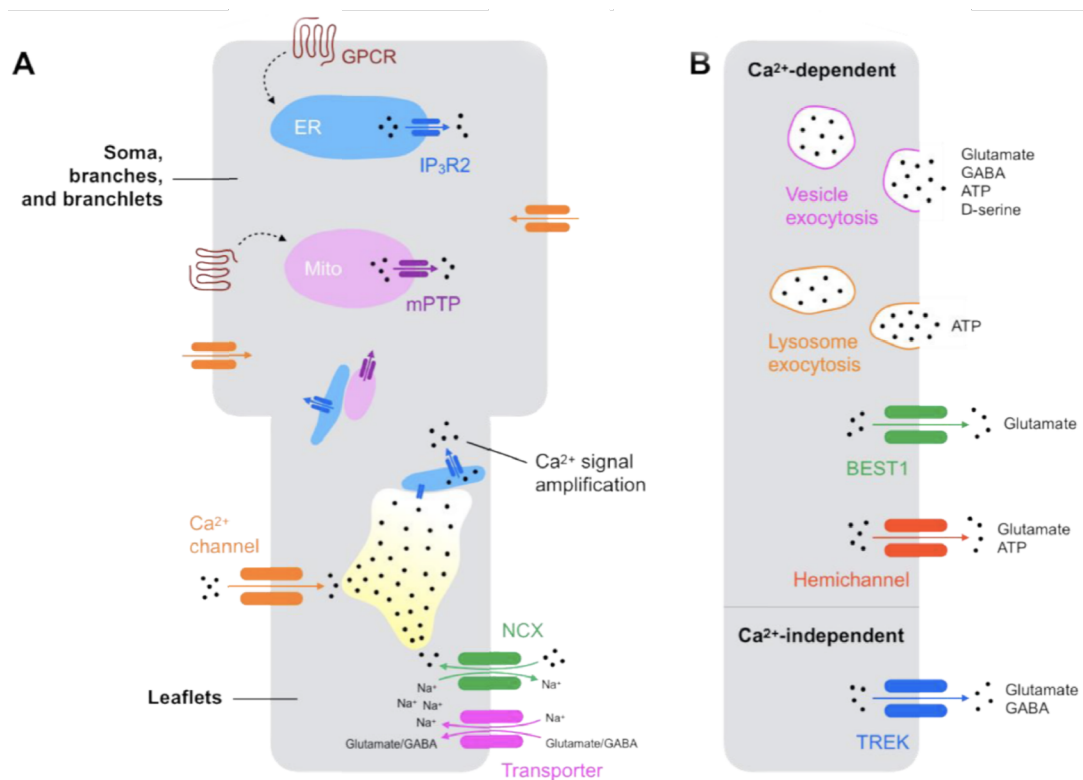 A
GPCR
ER
IP₃R2
Soma,
branches,
and branchlets
Mito
mPTP
Ca²⁺ signal
amplification
Ca²⁺
channel
NCX
Na⁺
Na⁺
Na⁺ Na⁺
Na⁺
Na⁺
Glutamate/GABA
Glutamate/GABA
Transporter
Leaflets
B
Ca²⁺-dependent
Vesicle
exocytosis
Glutamate
GABA
ATP
D-serine
Lysosome
exocytosis
ATP
BEST1
Glutamate
Hemichannel
Glutamate
ATP
Ca²⁺-independent
TREK
Glutamate
GABA